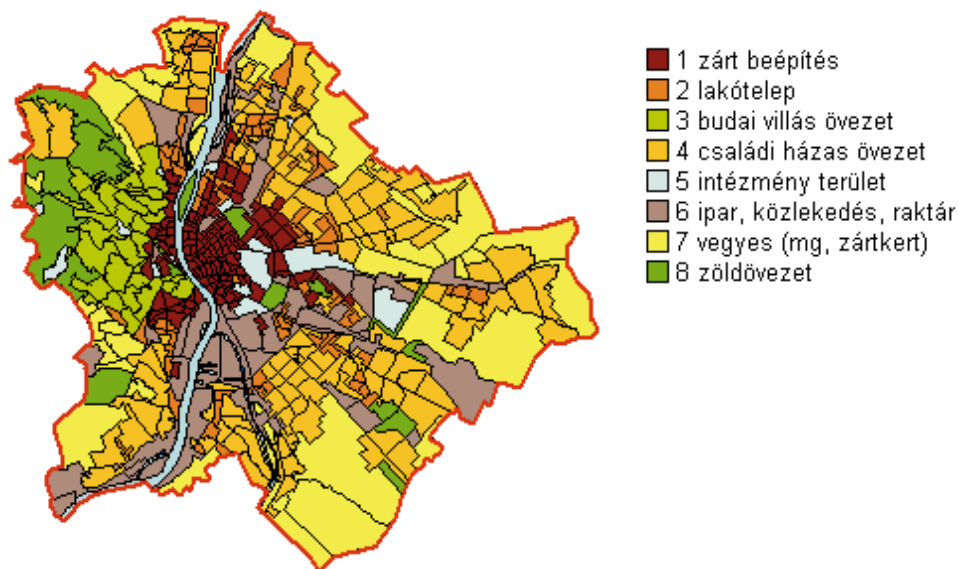 1 zárt beépítés
2 lakótelep
3 budai villás övezet
4 családi házas övezet
5 intézmény terület
6 ipar, közlekedés, raktár
7 vegyes (mg, zártkert)
8 zöldövezet